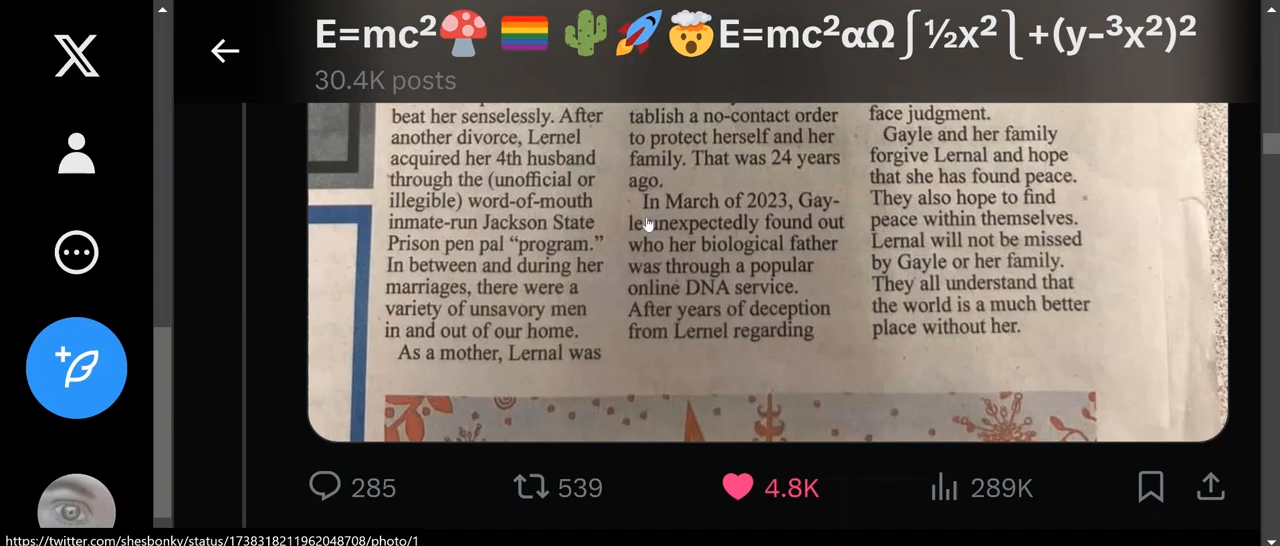 E=mc²🍄 🏳️‍🌈 🌵 🚀 🤯E=mc²αΩ⌠½x²⎱+(y-³x²)²
30.4K posts
beat her senselessly. After
another divorce, Lernel
acquired her 4th husband
through the (unofficial or
illegible) word-of-mouth
inmate-run Jackson State
Prison pen pal “program.”
In between and during her
marriages, there were a
variety of unsavory men
in and out of our home.
As a mother, Lernal was
tablish a no-contact order
to protect herself and her
family. That was 24 years
ago.
In March of 2023, Gay-
le unexpectedly found out
who her biological father
was through a popular
online DNA service.
After years of deception
from Lernel regarding
face judgment.
Gayle and her family
forgive Lernal and hope
that she has found peace.
They also hope to find
peace within themselves.
Lernal will not be missed
by Gayle or her family.
They all understand that
the world is a much better
place without her.
285 539 4.8K 289K
https://twitter.com/shesbonky/status/1738318211962048708/photo/1